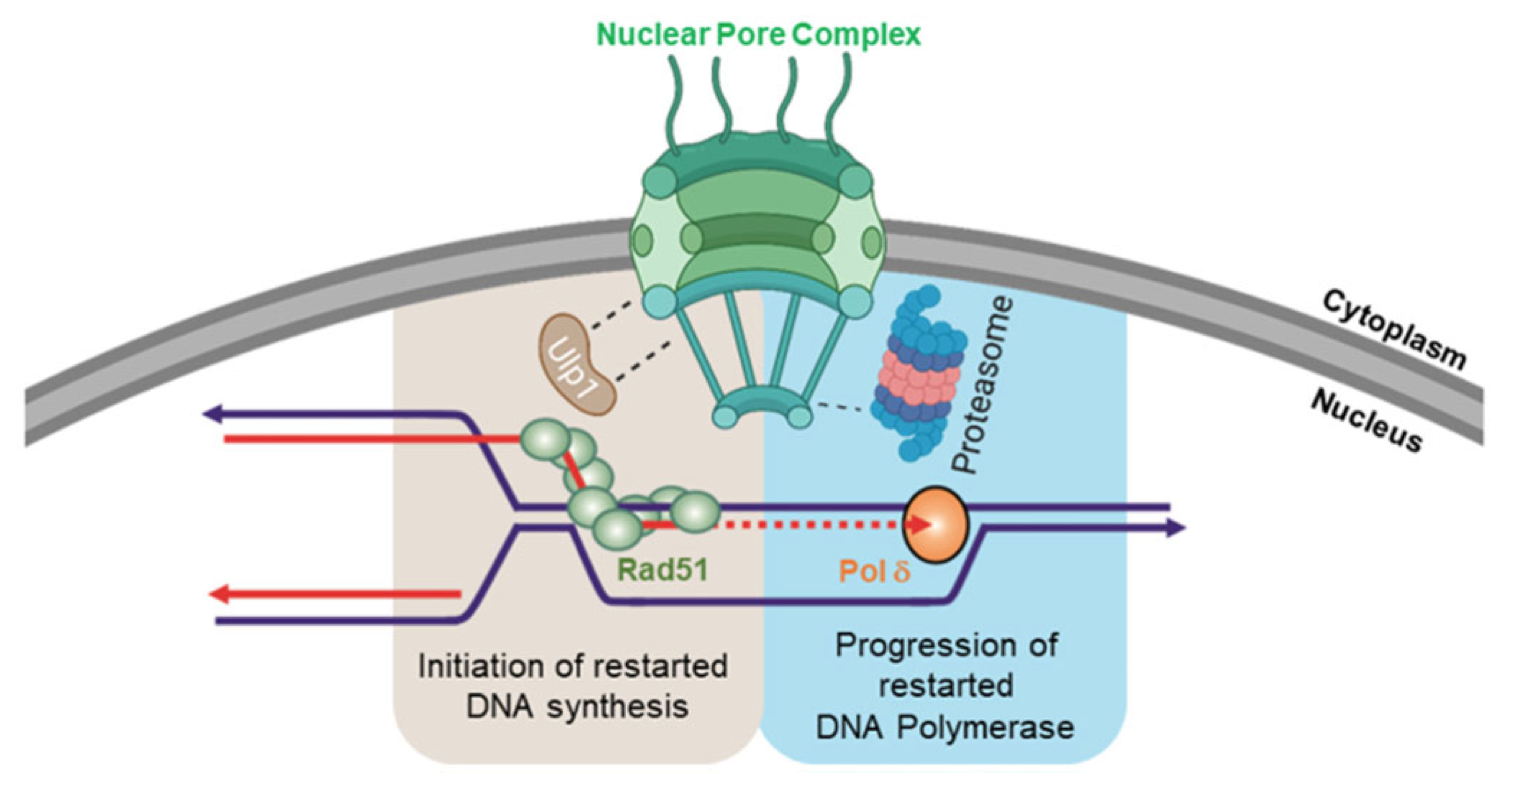 Nuclear Pore Complex
Cytoplasm
Nucleus
Ulp1
Proteasome
Rad51
Pol δ
Initiation of restarted
DNA synthesis
Progression of
restarted
DNA Polymerase